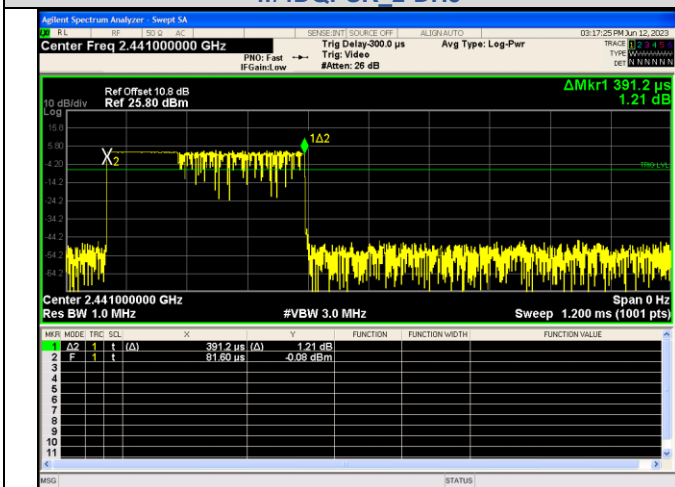 Agilent Spectrum Analyzer - Swept SA
RL RF 50 Ω AC SENSE:INT SOURCE OFF ALIGN AUTO 03:17:25 PM Jun 12, 2023
Center Freq 2.441000000 GHz
PNO: Fast
IFGain:Low
Trig Delay-300.0 µs
Trig: Video
#Atten: 26 dB
Avg Type: Log-Pwr
TRACE 1 2 3 4 5 6
TYPE
DET N N N N N N
ΔMkr1 391.2 µs
1.21 dB
Ref Offset 10.8 dB
10 dB/div Ref 25.80 dBm
Log
15.8
5.80
-4.20
-14.2
-24.2
-34.2
-44.2
-54.2
-64.2
X2
1Δ2
TRIG LVL
Center 2.441000000 GHz Span 0 Hz
Res BW 1.0 MHz #VBW 3.0 MHz Sweep 1.200 ms (1001 pts)
MKR MODE TRC SCL X Y FUNCTION FUNCTION WIDTH FUNCTION VALUE
1 Δ2 1 t (Δ) 391.2 µs (Δ) 1.21 dB
2 F 1 t 81.60 µs -0.08 dBm
3
4
5
6
7
8
9
10
11
MSG STATUS